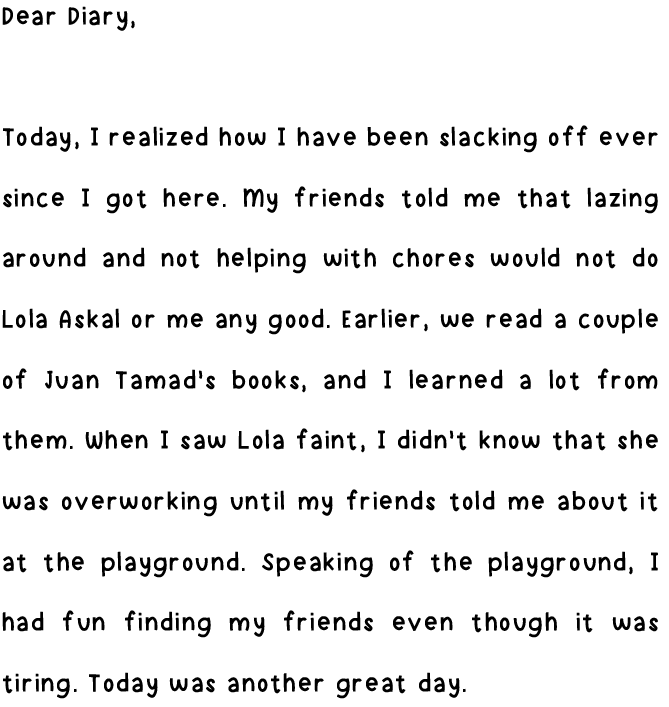 Dear Diary,
Today, I realized how I have been slacking off ever
since I got here. My friends told me that lazing
around and not helping with chores would not do
Lola Askal or me any good. Earlier, we read a couple
of Juan Tamad's books, and I learned a lot from
them. When I saw Lola faint, I didn't know that she
was overworking until my friends told me about it
at the playground. Speaking of the playground, I
had fun finding my friends even though it was
tiring. Today was another great day.